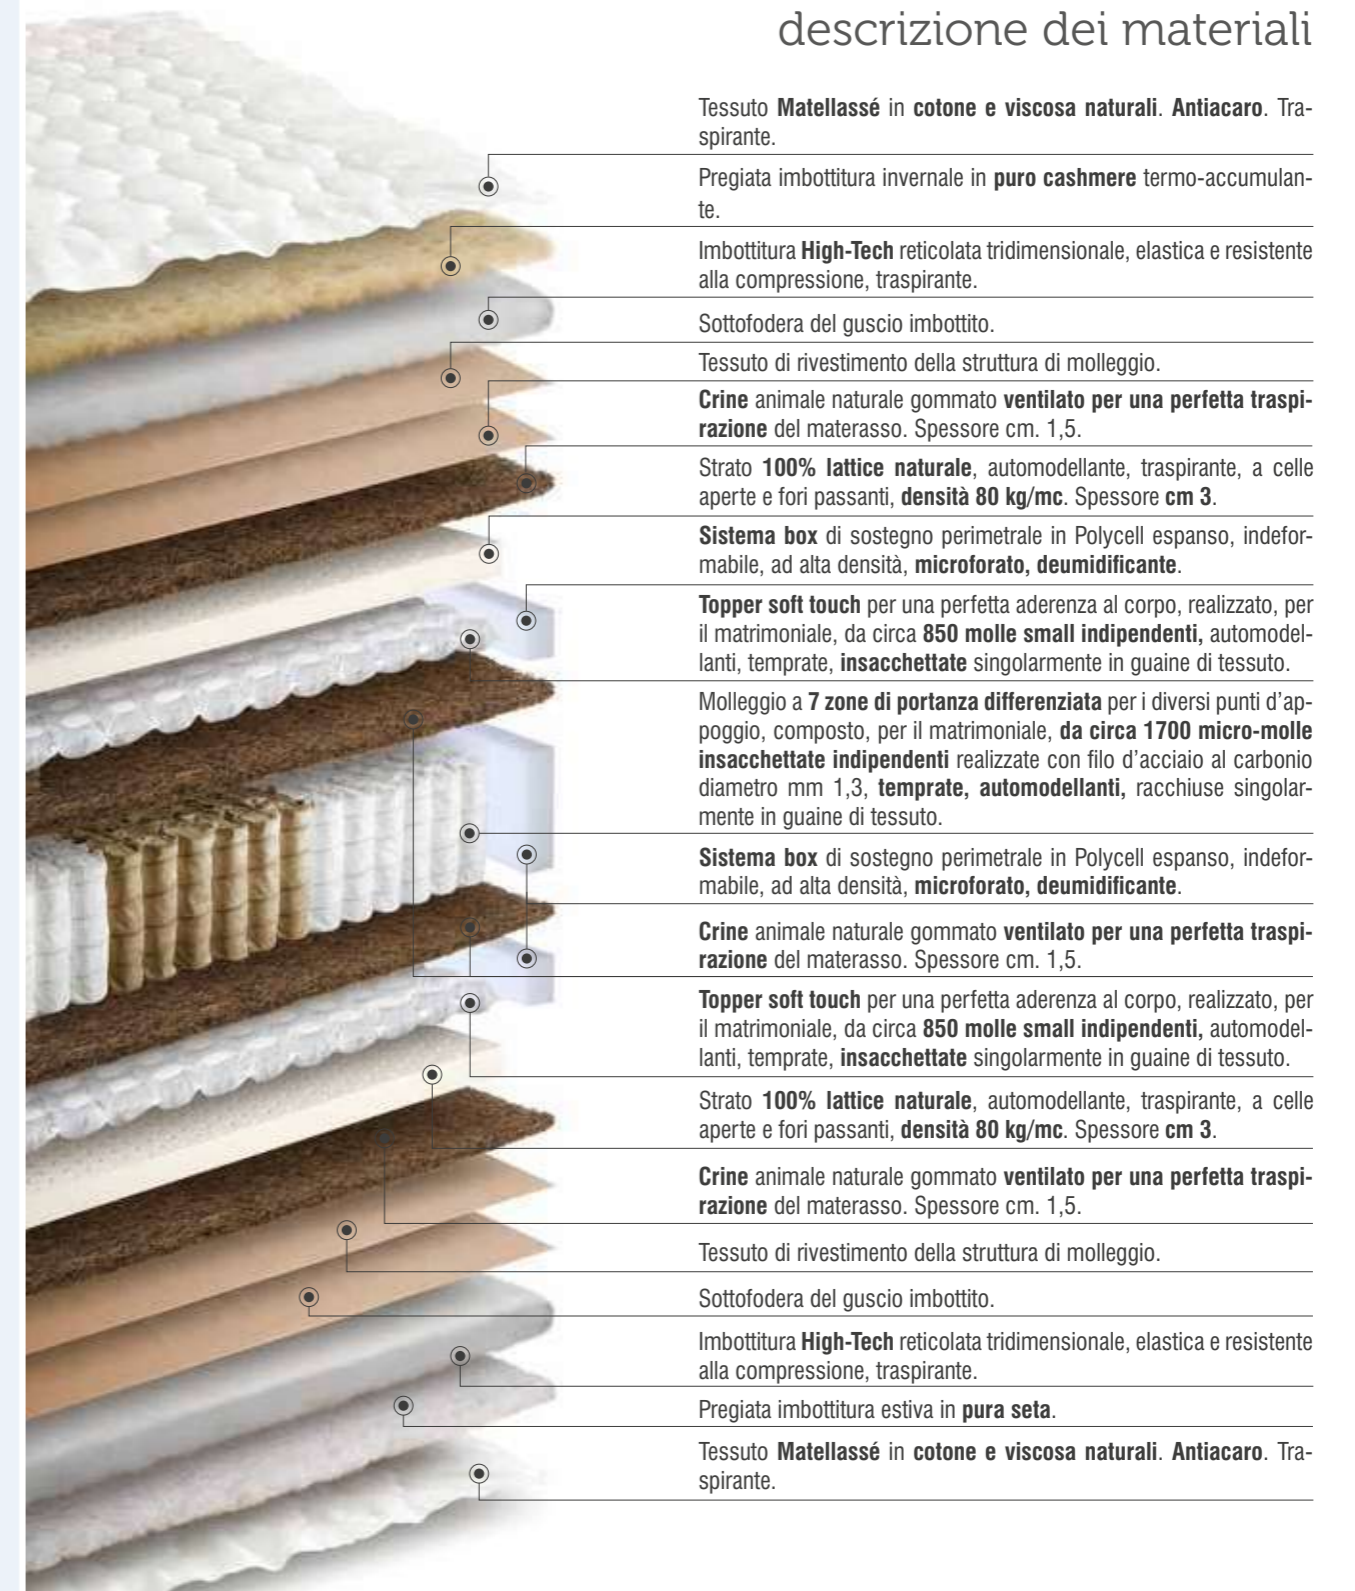 descrizione dei materiali
Tessuto Matellassé in cotone e viscosa naturali. Antiacaro. Tra-
spirante.
Pregiata imbottitura invernale in puro cashmere termo-accumulan-
te.
Imbottitura High-Tech reticolata tridimensionale, elastica e resistente
alla compressione, traspirante.
Sottofodera del guscio imbottito.
Tessuto di rivestimento della struttura di molleggio.
Crine animale naturale gommato ventilato per una perfetta traspi-
razione del materasso. Spessore cm. 1,5.
Strato 100% lattice naturale, automodellante, traspirante, a celle
aperte e fori passanti, densità 80 kg/mc. Spessore cm 3.
Sistema box di sostegno perimetrale in Polycell espanso, indefor-
mabile, ad alta densità, microforato, deumidificante.
Topper soft touch per una perfetta aderenza al corpo, realizzato, per
il matrimoniale, da circa 850 molle small indipendenti, automodel-
lanti, temprate, insacchettate singolarmente in guaine di tessuto.
Molleggio a 7 zone di portanza differenziata per i diversi punti d'ap-
poggio, composto, per il matrimoniale, da circa 1700 micro-molle
insacchettate indipendenti realizzate con filo d'acciaio al carbonio
diametro mm 1,3, temprate, automodellanti, racchiuse singolar-
mente in guaine di tessuto.
Sistema box di sostegno perimetrale in Polycell espanso, indefor-
mabile, ad alta densità, microforato, deumidificante.
Crine animale naturale gommato ventilato per una perfetta traspi-
razione del materasso. Spessore cm. 1,5.
Topper soft touch per una perfetta aderenza al corpo, realizzato, per
il matrimoniale, da circa 850 molle small indipendenti, automodel-
lanti, temprate, insacchettate singolarmente in guaine di tessuto.
Strato 100% lattice naturale, automodellante, traspirante, a celle
aperte e fori passanti, densità 80 kg/mc. Spessore cm 3.
Crine animale naturale gommato ventilato per una perfetta traspi-
razione del materasso. Spessore cm. 1,5.
Tessuto di rivestimento della struttura di molleggio.
Sottofodera del guscio imbottito.
Imbottitura High-Tech reticolata tridimensionale, elastica e resistente
alla compressione, traspirante.
Pregiata imbottitura estiva in pura seta.
Tessuto Matellassé in cotone e viscosa naturali. Antiacaro. Tra-
spirante.